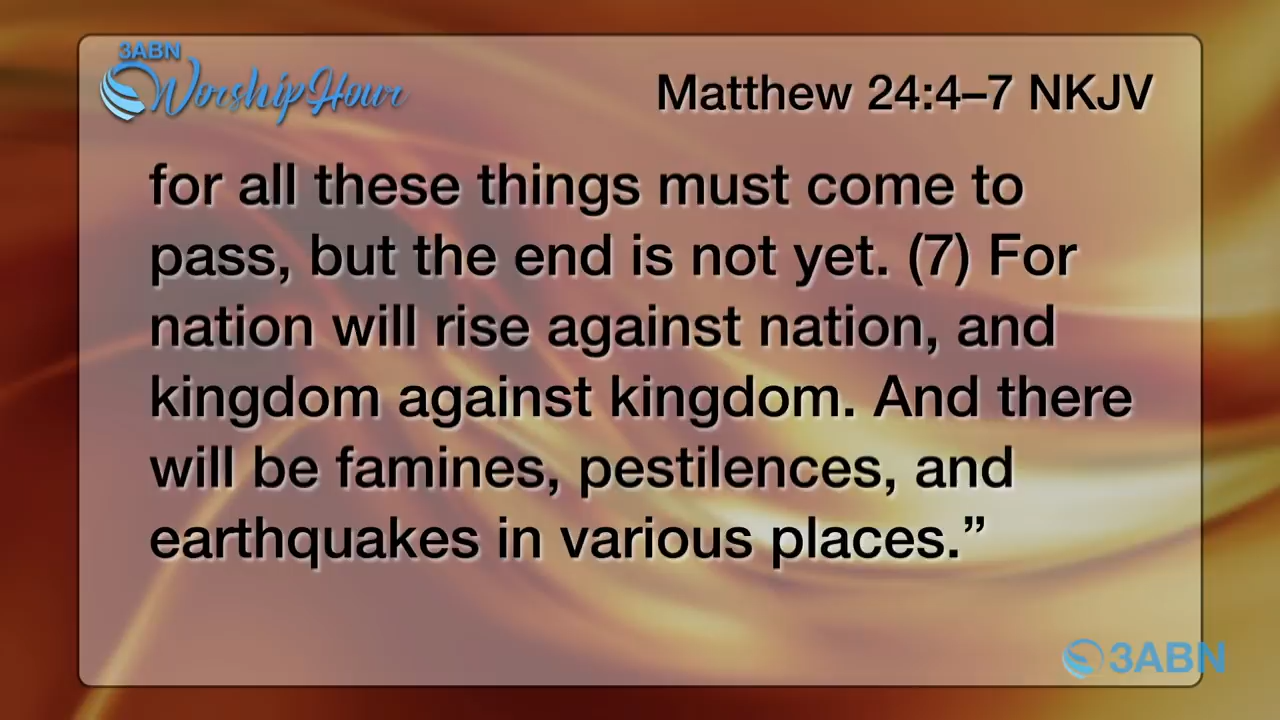 3ABN
Worship Hour
Matthew 24:4–7 NKJV
for all these things must come to
pass, but the end is not yet. (7) For
nation will rise against nation, and
kingdom against kingdom. And there
will be famines, pestilences, and
earthquakes in various places.”
3ABN